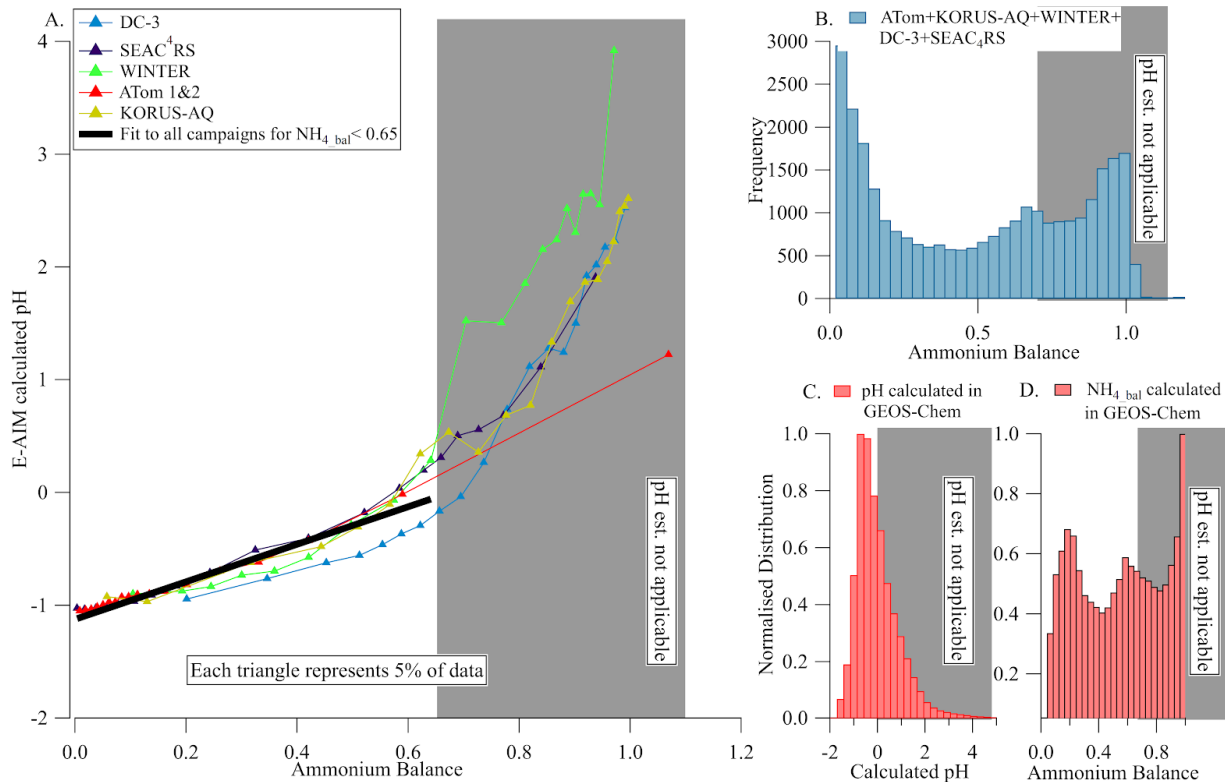 A.
DC-3
SEAC4RS
WINTER
ATom 1&2
KORUS-AQ
Fit to all campaigns for NH4_bal< 0.65
E-AIM calculated pH
4
3
2
1
0
-1
-2
pH est. not applicable
Each triangle represents 5% of data
0.0 0.2 0.4 0.6 0.8 1.0 1.2
Ammonium Balance
B.
ATom+KORUS-AQ+WINTER+
DC-3+SEAC4RS
Frequency
3000
2500
2000
1500
1000
500
0
pH est. not applicable
0.0 0.5 1.0
Ammonium Balance
C.
pH calculated in
GEOS-Chem
Normalised Distribution
1.0
0.8
0.6
0.4
0.2
0.0
pH est. not applicable
-2 0 2 4
Calculated pH
D.
NH4_bal calculated
in GEOS-Chem
1.0
0.8
0.6
0.4
0.2
pH est. not applicable
0.0 0.4 0.8
Ammonium Balance